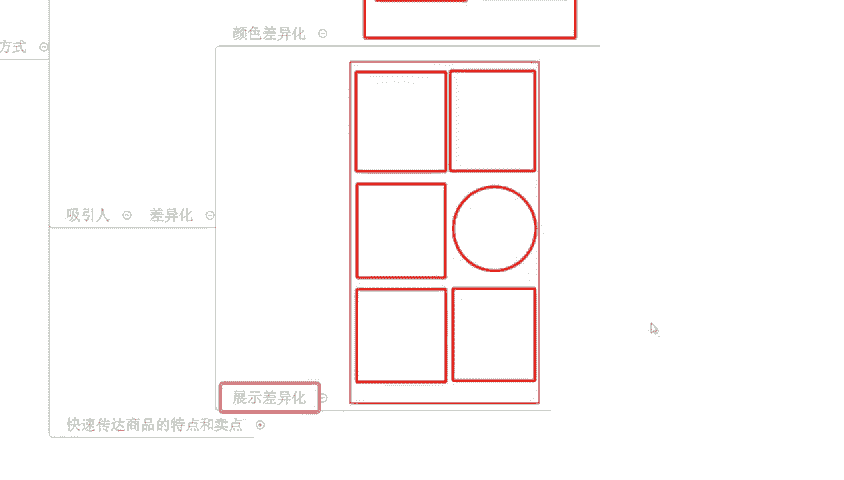 颜色差异化
方式
吸引人 差异化
展示差异化
快速传达商品的特点和卖点